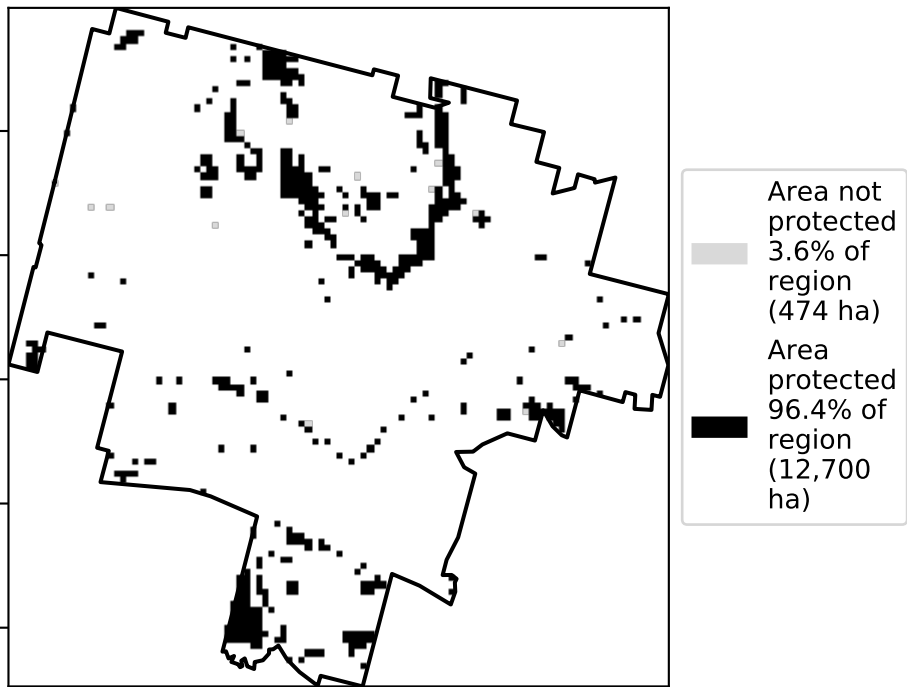 Area not
protected
3.6% of
region
(474 ha)
Area
protected
96.4% of
region
(12,700
ha)